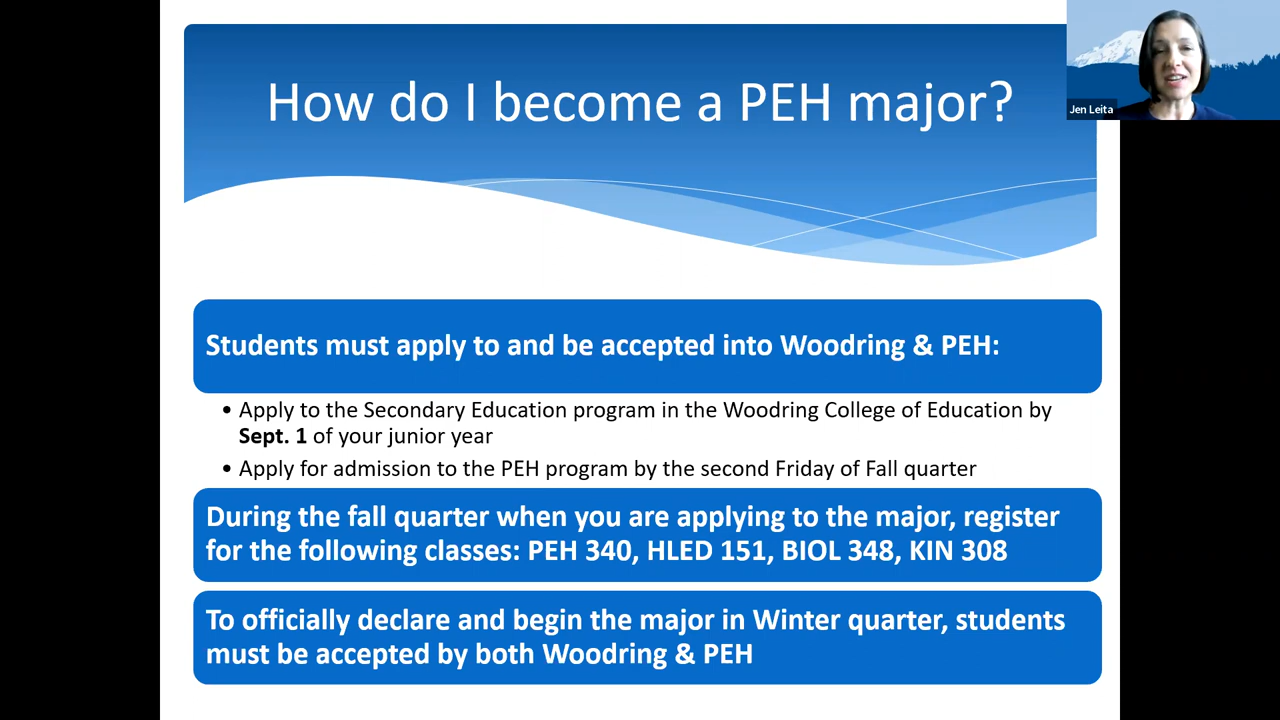 How do I become a PEH major?
Jen Leita
Students must apply to and be accepted into Woodring & PEH:
• Apply to the Secondary Education program in the Woodring College of Education by
Sept. 1 of your junior year
• Apply for admission to the PEH program by the second Friday of Fall quarter
During the fall quarter when you are applying to the major, register
for the following classes: PEH 340, HLED 151, BIOL 348, KIN 308
To officially declare and begin the major in Winter quarter, students
must be accepted by both Woodring & PEH